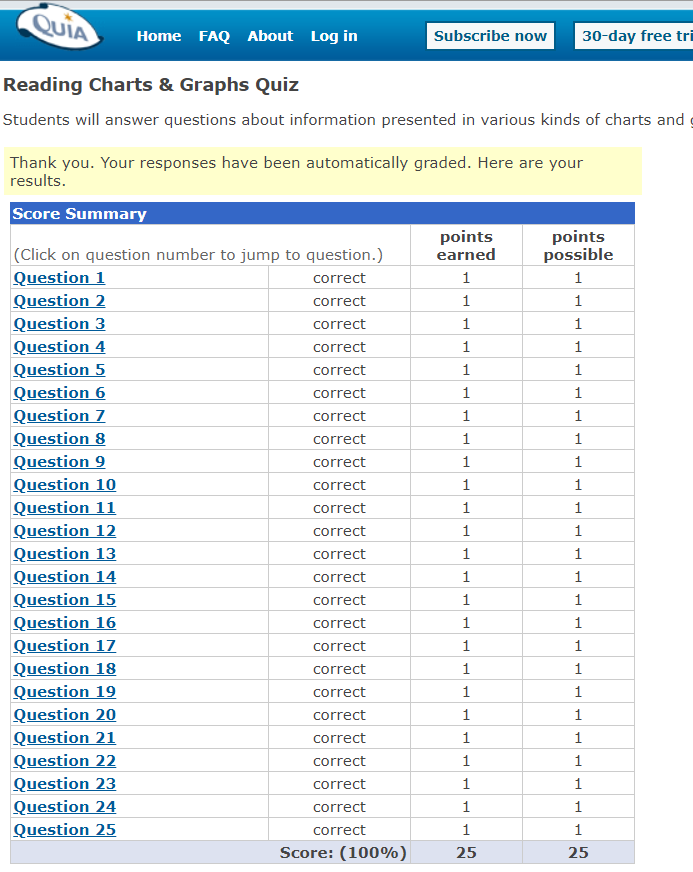 QUIA
Home FAQ About Log in Subscribe now 30-day free
Reading Charts & Graphs Quiz
Students will answer questions about information presented in various kinds of charts and
Thank you. Your responses have been automatically graded. Here are your
results.
Score Summary
(Click on question number to jump to question.) points earned points possible
Question 1 correct 1 1
Question 2 correct 1 1
Question 3 correct 1 1
Question 4 correct 1 1
Question 5 correct 1 1
Question 6 correct 1 1
Question 7 correct 1 1
Question 8 correct 1 1
Question 9 correct 1 1
Question 10 correct 1 1
Question 11 correct 1 1
Question 12 correct 1 1
Question 13 correct 1 1
Question 14 correct 1 1
Question 15 correct 1 1
Question 16 correct 1 1
Question 17 correct 1 1
Question 18 correct 1 1
Question 19 correct 1 1
Question 20 correct 1 1
Question 21 correct 1 1
Question 22 correct 1 1
Question 23 correct 1 1
Question 24 correct 1 1
Question 25 correct 1 1
Score: (100%) 25 25